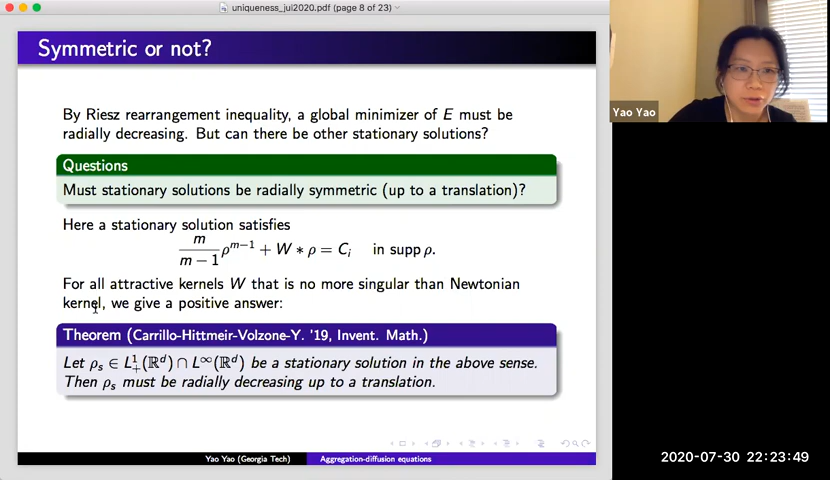 uniqueness_jul2020.pdf (page 8 of 23)
Symmetric or not?
By Riesz rearrangement inequality, a global minimizer of E must be
radially decreasing. But can there be other stationary solutions?
Questions
Must stationary solutions be radially symmetric (up to a translation)?
Here a stationary solution satisfies
m/(m−1) ρ^{m−1} + W ∗ ρ = C_i in supp ρ.
For all attractive kernels W that is no more singular than Newtonian
kernel, we give a positive answer:
Theorem (Carrillo-Hittmeir-Volzone-Y. '19, Invent. Math.)
Let ρ_s ∈ L^1_+(ℝ^d) ∩ L^∞(ℝ^d) be a stationary solution in the above sense.
Then ρ_s must be radially decreasing up to a translation.
Yao Yao (Georgia Tech) Aggregation-diffusion equations
Yao Yao
2020-07-30 22:23:49